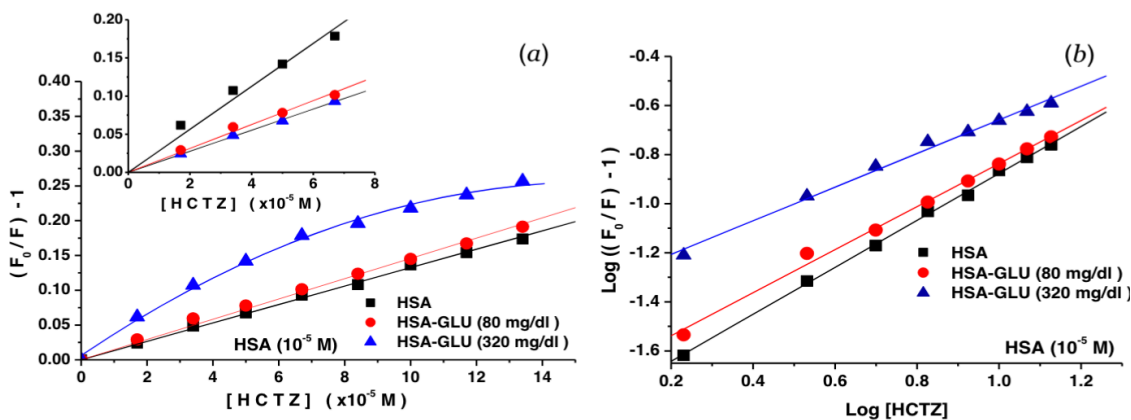 (a)
0.20
0.15
0.10
0.05
0.00
0 2 4 6 8
[ H C T Z ] ( x10⁻⁵ M )
0.40
0.35
0.30
0.25
0.20
0.15
0.10
0.05
0.00
( F₀ / F ) - 1
HSA
HSA-GLU ( 80 mg/dl )
HSA-GLU ( 320 mg/dl )
HSA (10⁻⁵ M )
0 2 4 6 8 10 12 14
[ H C T Z ] ( x10⁻⁵ M )
(b)
-0.4
-0.6
-0.8
-1.0
-1.2
-1.4
-1.6
Log (( F₀ / F ) - 1)
HSA
HSA-GLU ( 80 mg/dl )
HSA-GLU ( 320 mg/dl )
HSA (10⁻⁵ M )
0.2 0.4 0.6 0.8 1.0 1.2
Log [HCTZ]